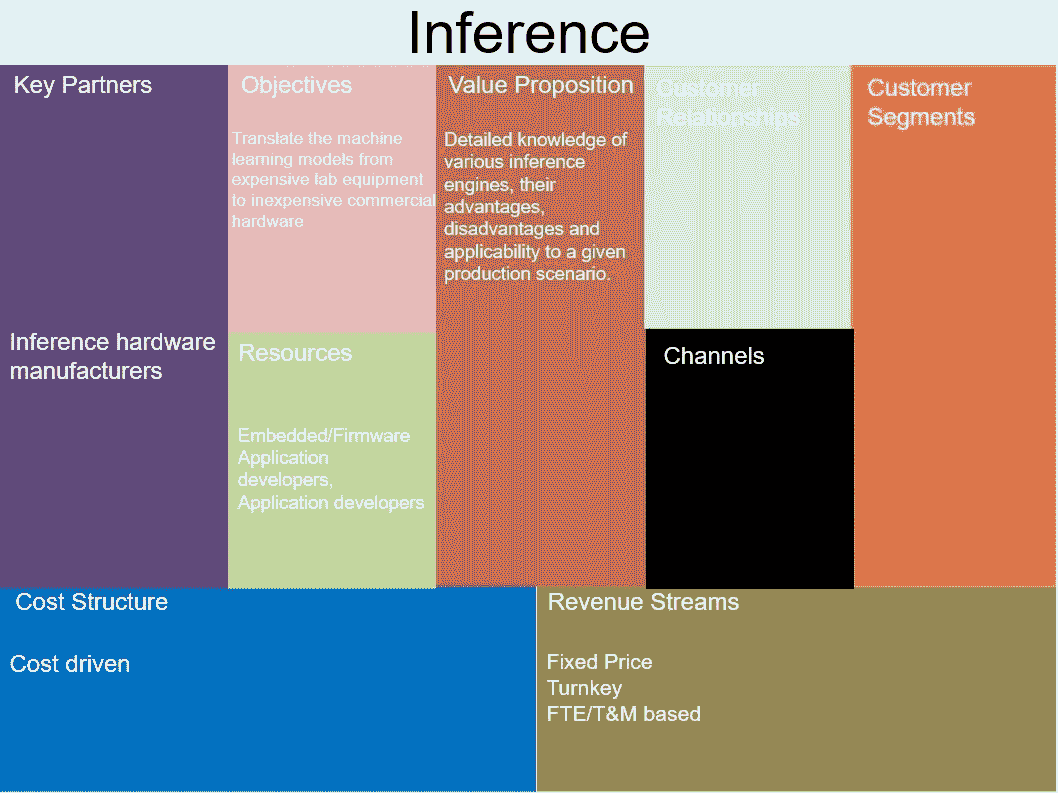 Inference
Key Partners
Inference hardware
manufacturers
Objectives
Translate the machine
learning models from
expensive lab equipment
to inexpensive commercial
hardware
Resources
Embedded/Firmware
Application
developers,
Application developers
Value Proposition
Detailed knowledge of
various inference
engines, their
advantages,
disadvantages and
applicability to a given
production scenario.
Customer
Relationships
Channels
Customer
Segments
Cost Structure
Cost driven
Revenue Streams
Fixed Price
Turnkey
FTE/T&M based